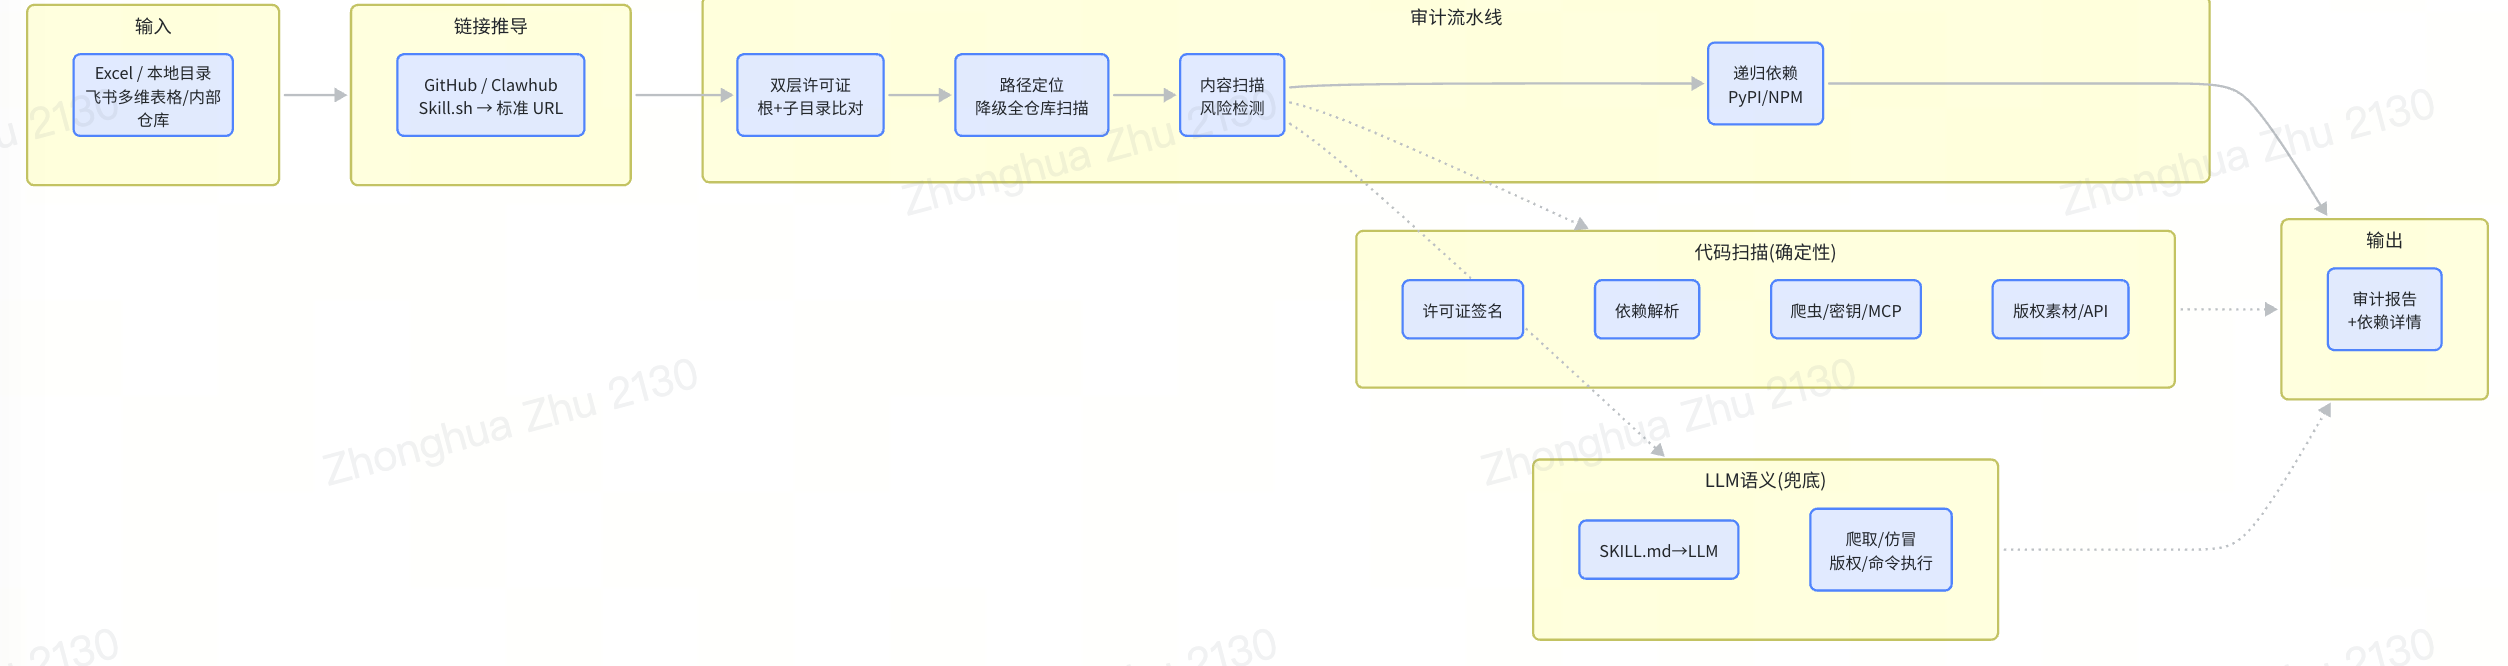 输入
Excel / 本地目录
飞书多维表格/内部
仓库
链接推导
GitHub / Clawhub
Skill.sh → 标准 URL
审计流水线
双层许可证
根+子目录比对
路径定位
降级全仓库扫描
内容扫描
风险检测
递归依赖
PyPI/NPM
代码扫描(确定性)
许可证签名
依赖解析
爬虫/密钥/MCP
版权素材/API
LLM语义(兜底)
SKILL.md→LLM
爬取/仿冒
版权/命令执行
输出
审计报告
+依赖详情
Zhu 2130
Zhonghua Zhu 2130
Zhonghua Zhu 2130
Zhonghua Zhu 2130
Zhonghua Zhu 2130
2130
Zhu 2130
2130